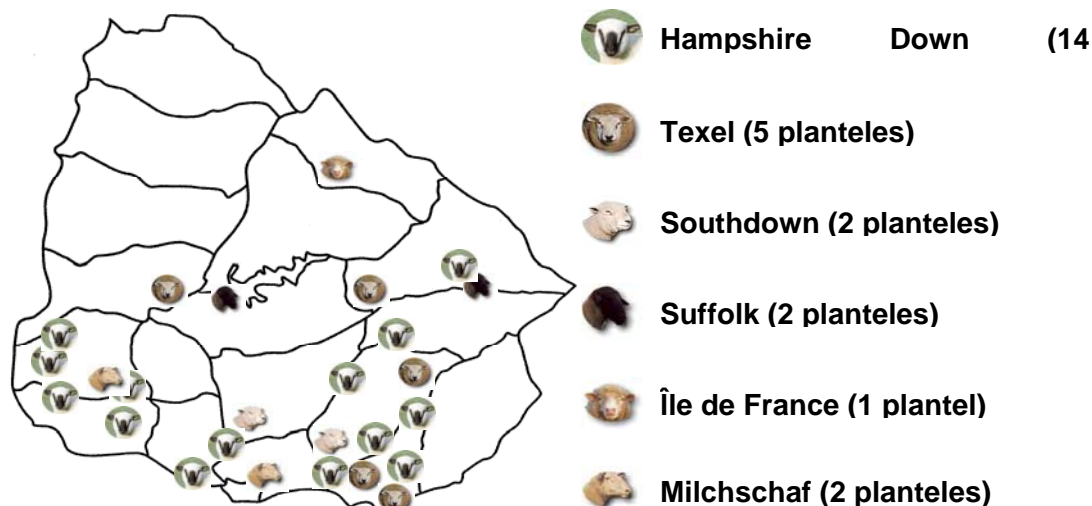 Hampshire Down (14
Texel (5 planteles)
Southdown (2 planteles)
Suffolk (2 planteles)
Île de France (1 plantel)
Milchschaf (2 planteles)